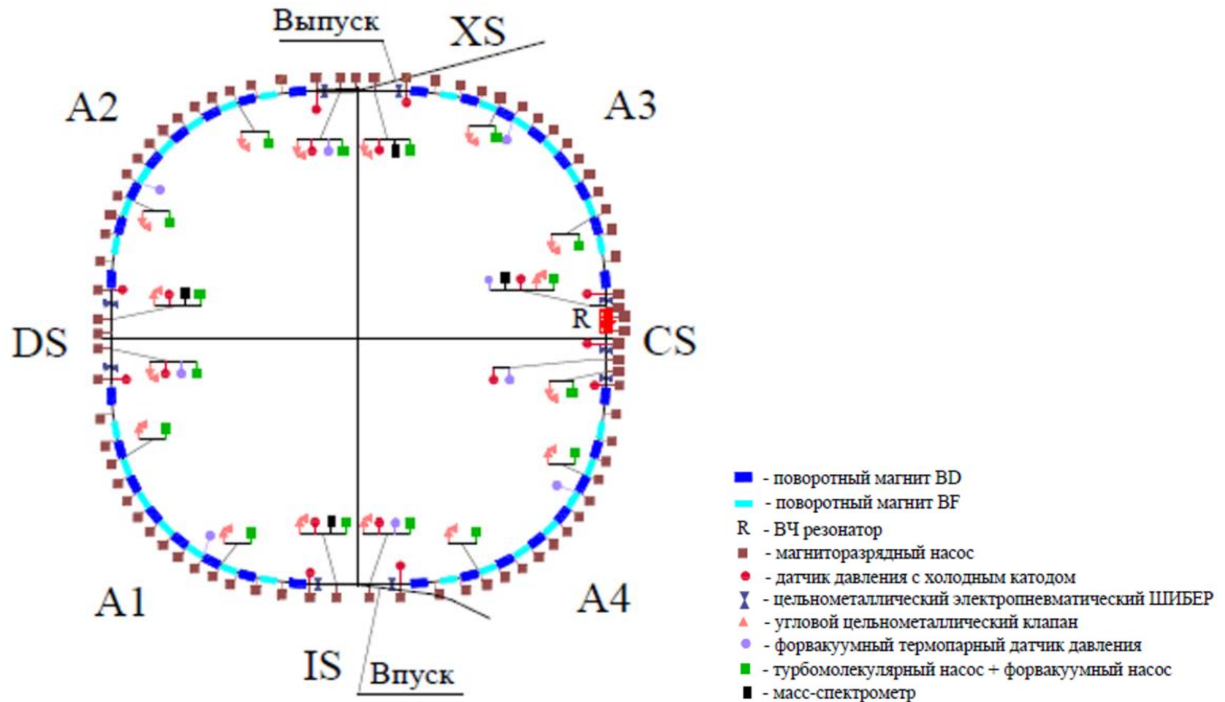 Выпуск
XS
A2
A3
R
DS
CS
A1
A4
IS
Впуск
- поворотный магнит BD
- поворотный магнит BF
R - ВЧ резонатор
- магниторазрядный насос
- датчик давления с холодным катодом
- цельнометаллический электропневматический ШИБЕР
- угловой цельнометаллический клапан
- форвакуумный термопарный датчик давления
- турбомолекулярный насос + форвакуумный насос
- масс-спектрометр